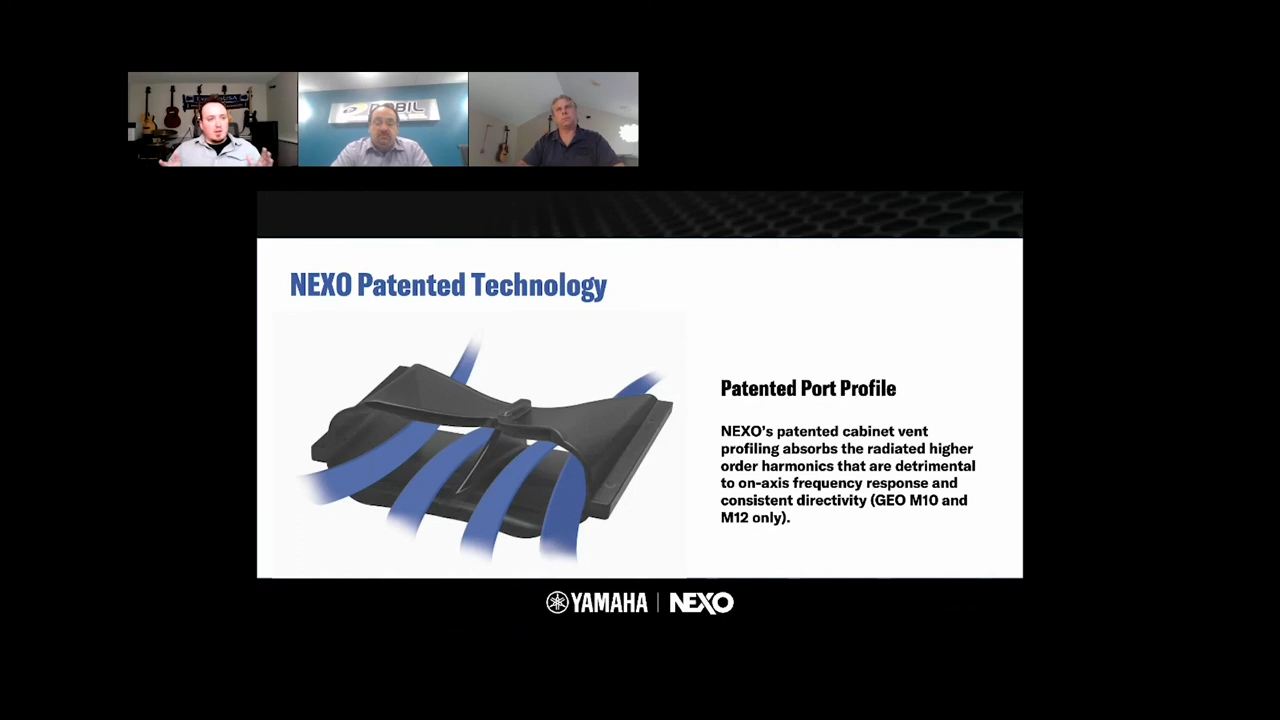 NEXO Patented Technology
Patented Port Profile
NEXO's patented cabinet vent
profiling absorbs the radiated higher
order harmonics that are detrimental
to on-axis frequency response and
consistent directivity (GEO M10 and
M12 only).
YAMAHA | NEXO